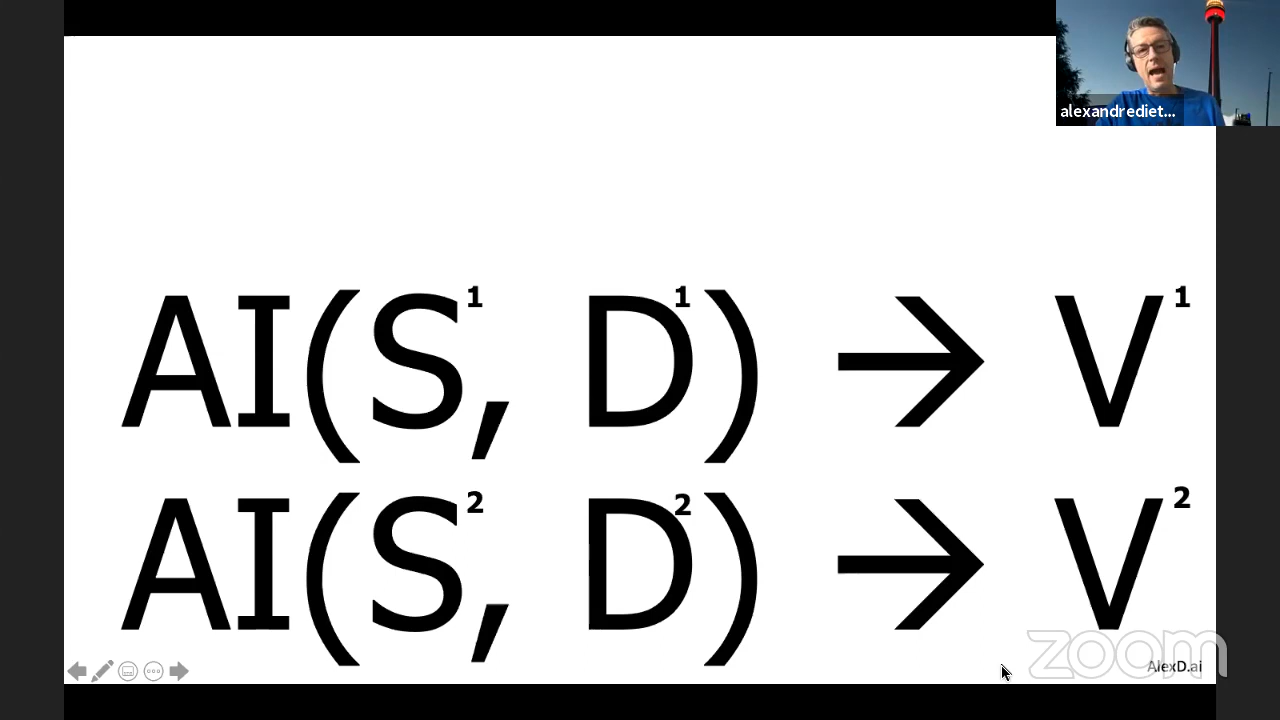 alexandrediet...
AI(S¹, D¹) → V¹
AI(S², D²) → V²
zoom
AlexD.ai